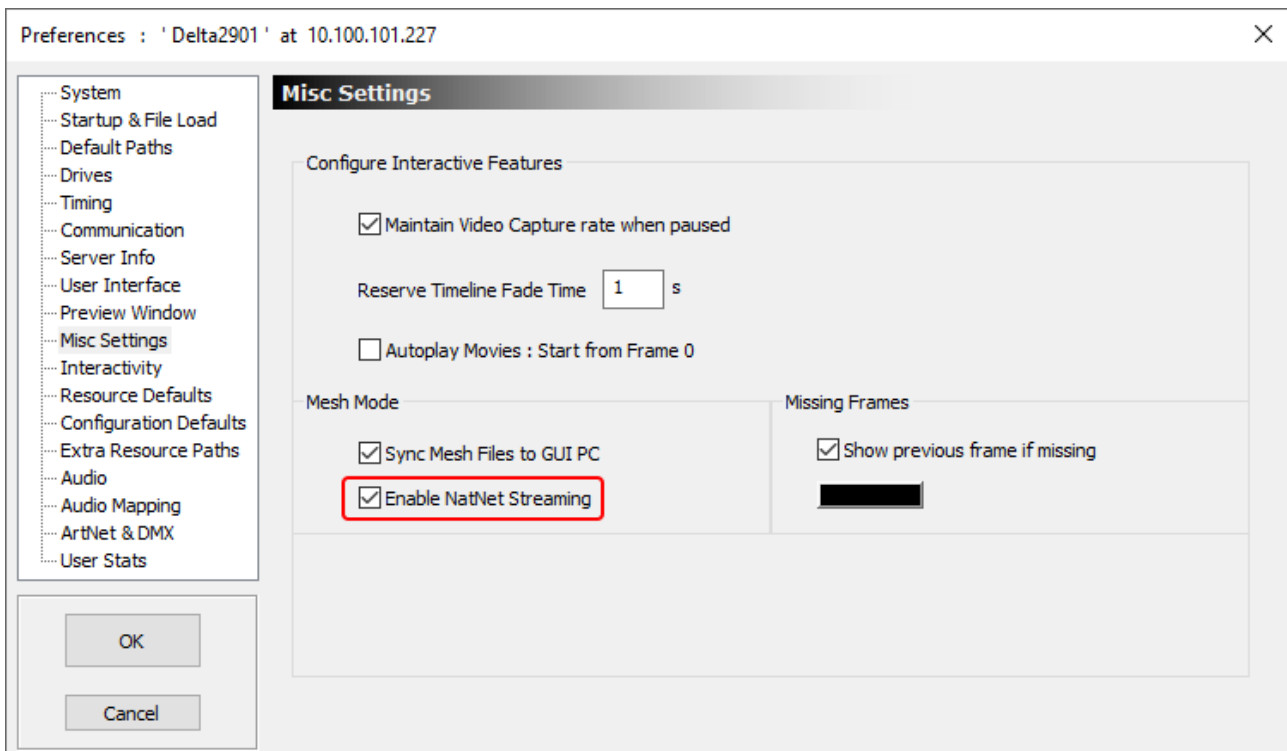 Preferences : 'Delta2901' at 10.100.101.227
System
Startup & File Load
Default Paths
Drives
Timing
Communication
Server Info
User Interface
Preview Window
Misc Settings
Interactivity
Resource Defaults
Configuration Defaults
Extra Resource Paths
Audio
Audio Mapping
ArtNet & DMX
User Stats
OK
Cancel
Misc Settings
Configure Interactive Features
Maintain Video Capture rate when paused
Reserve Timeline Fade Time 1 s
Autoplay Movies : Start from Frame 0
Mesh Mode
Sync Mesh Files to GUI PC
Enable NatNet Streaming
Missing Frames
Show previous frame if missing